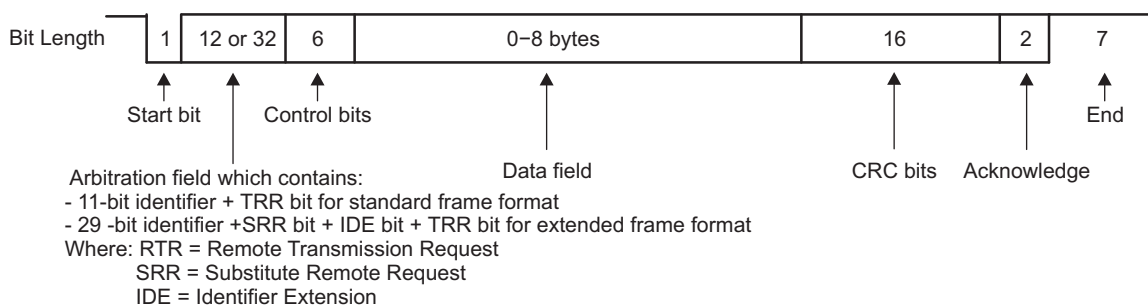 Bit Length 1 12 or 32 6 0–8 bytes 16 2 7
Start bit Control bits End
Data field CRC bits Acknowledge
Arbitration field which contains:
- 11-bit identifier + TRR bit for standard frame format
- 29 -bit identifier +SRR bit + IDE bit + TRR bit for extended frame format
Where: RTR = Remote Transmission Request
SRR = Substitute Remote Request
IDE = Identifier Extension